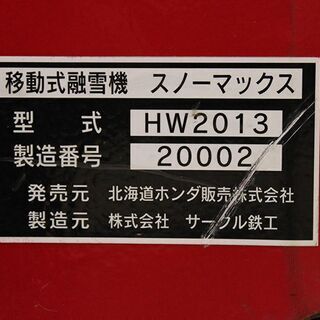 移動式融雪機 スノーマックス
型式 HW2013
製造番号 20002
発売元 北海道ホンダ販売株式会社
製造元 株式会社 サークル鉄工